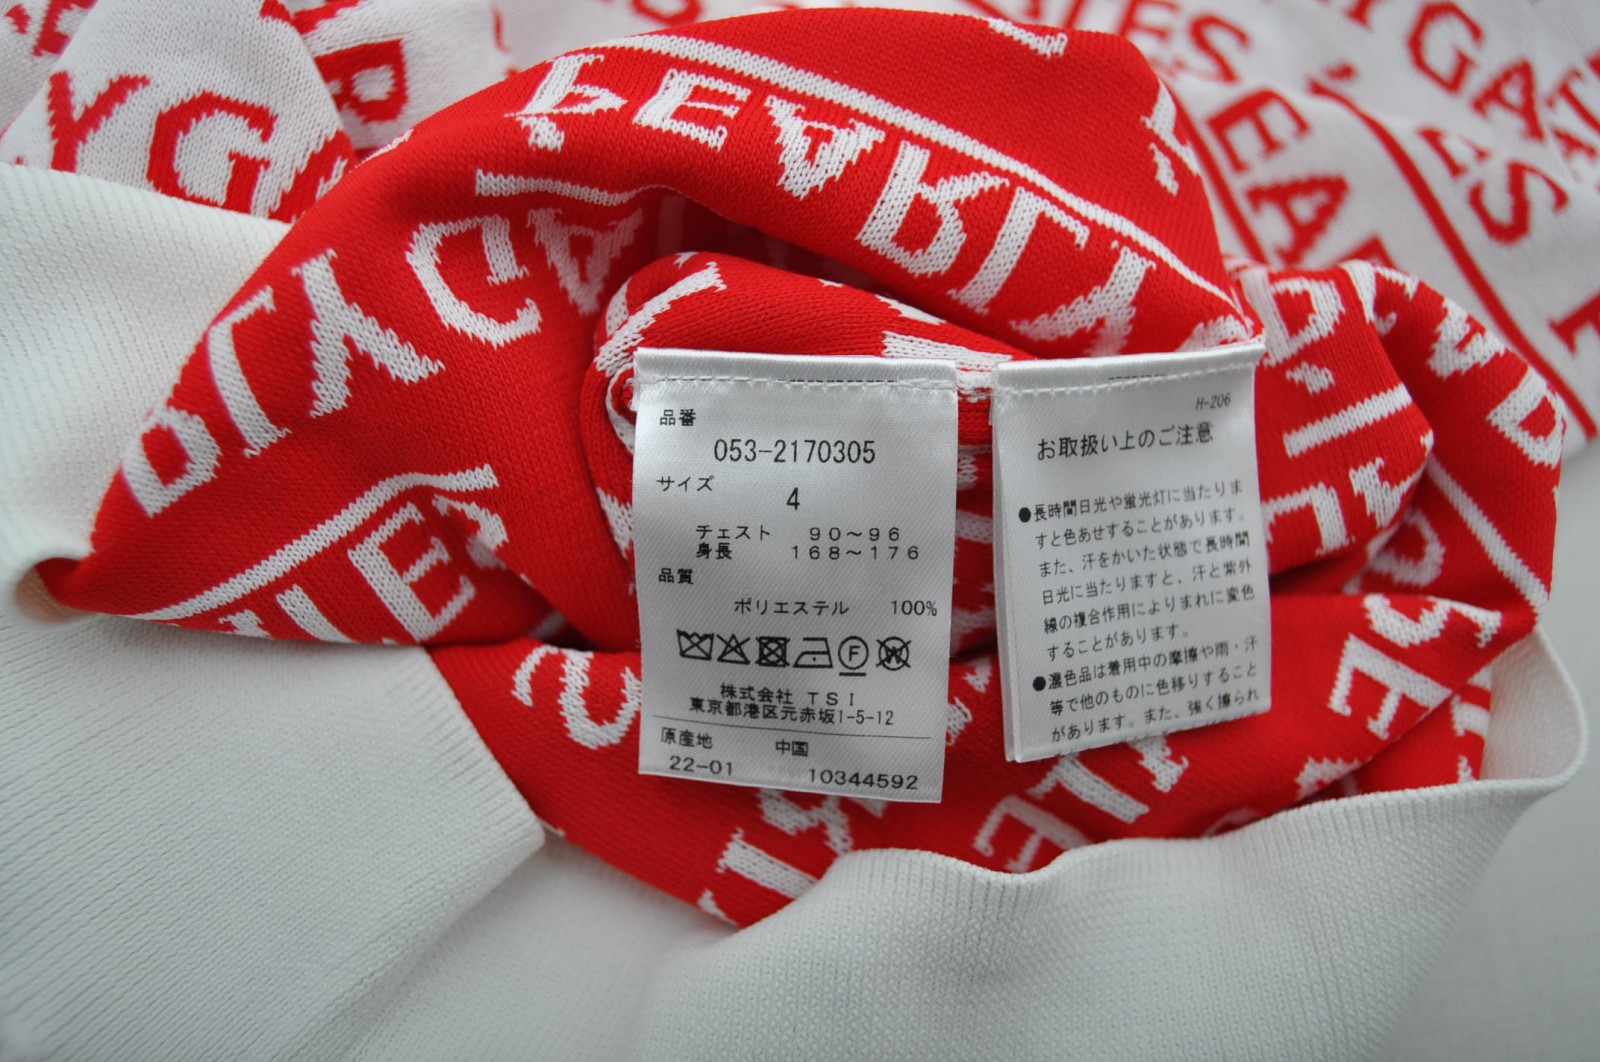 品番
053-2170305
サイズ
4
チェスト 90～96
身長 168～176
品質
ポリエステル 100%
F
W
株式会社 TSI
東京都港区元赤坂1-5-12
原産地 中国
22-01 10344592
H-206
お取扱い上のご注意
●長時間日光や蛍光灯に当たりま
すと色あせすることがあります。
また、汗をかいた状態で長時間
日光に当たりますと、汗と紫外
線の複合作用によりまれに変色
することがあります。
●濃色品は着用中の摩擦や雨・汗
等で他のものに色移りすること
があります。また、強く擦られ